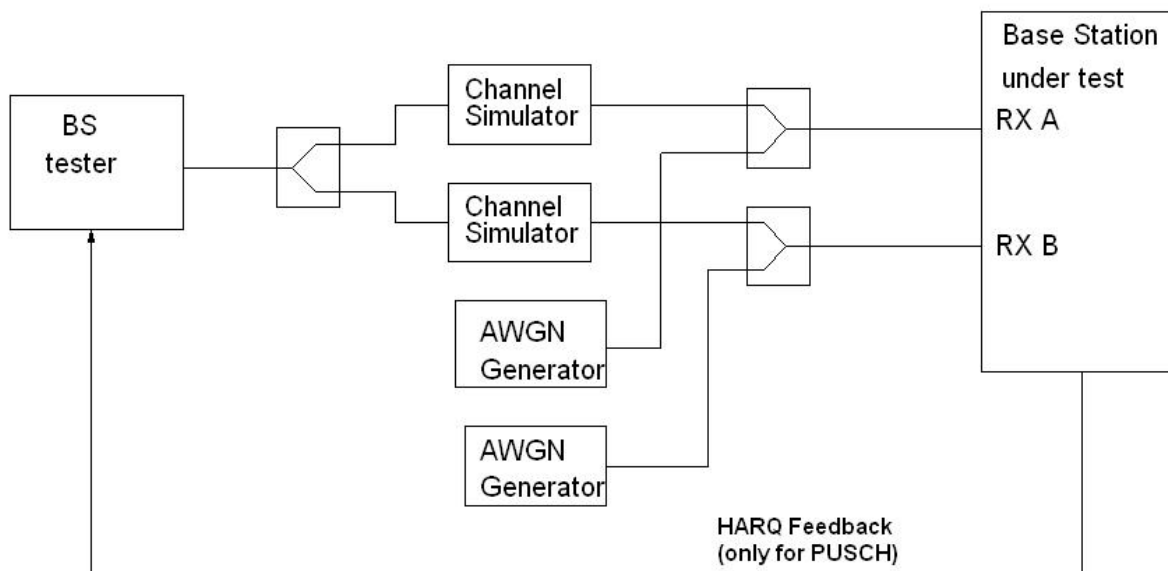 BS
tester
Channel
Simulator
Channel
Simulator
AWGN
Generator
AWGN
Generator
Base Station
under test
RX A
RX B
HARQ Feedback
(only for PUSCH)